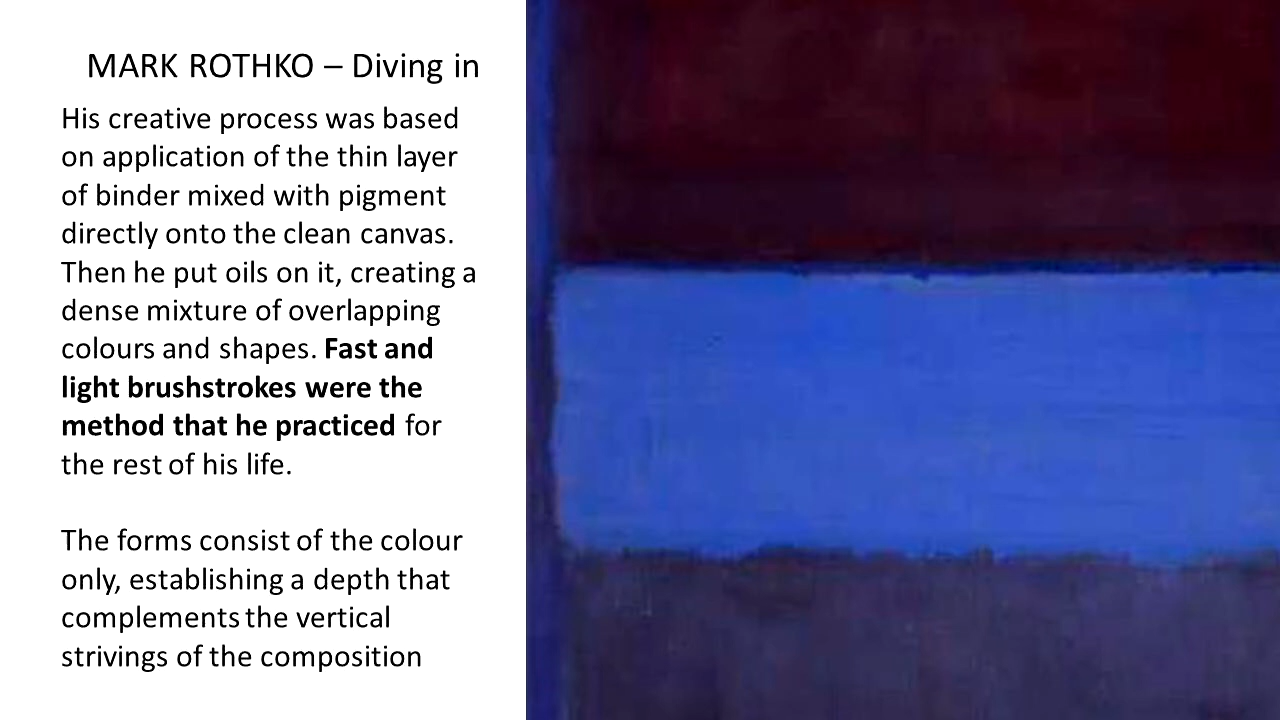 MARK ROTHKO – Diving in
His creative process was based
on application of the thin layer
of binder mixed with pigment
directly onto the clean canvas.
Then he put oils on it, creating a
dense mixture of overlapping
colours and shapes. Fast and
light brushstrokes were the
method that he practiced for
the rest of his life.
The forms consist of the colour
only, establishing a depth that
complements the vertical
strivings of the composition